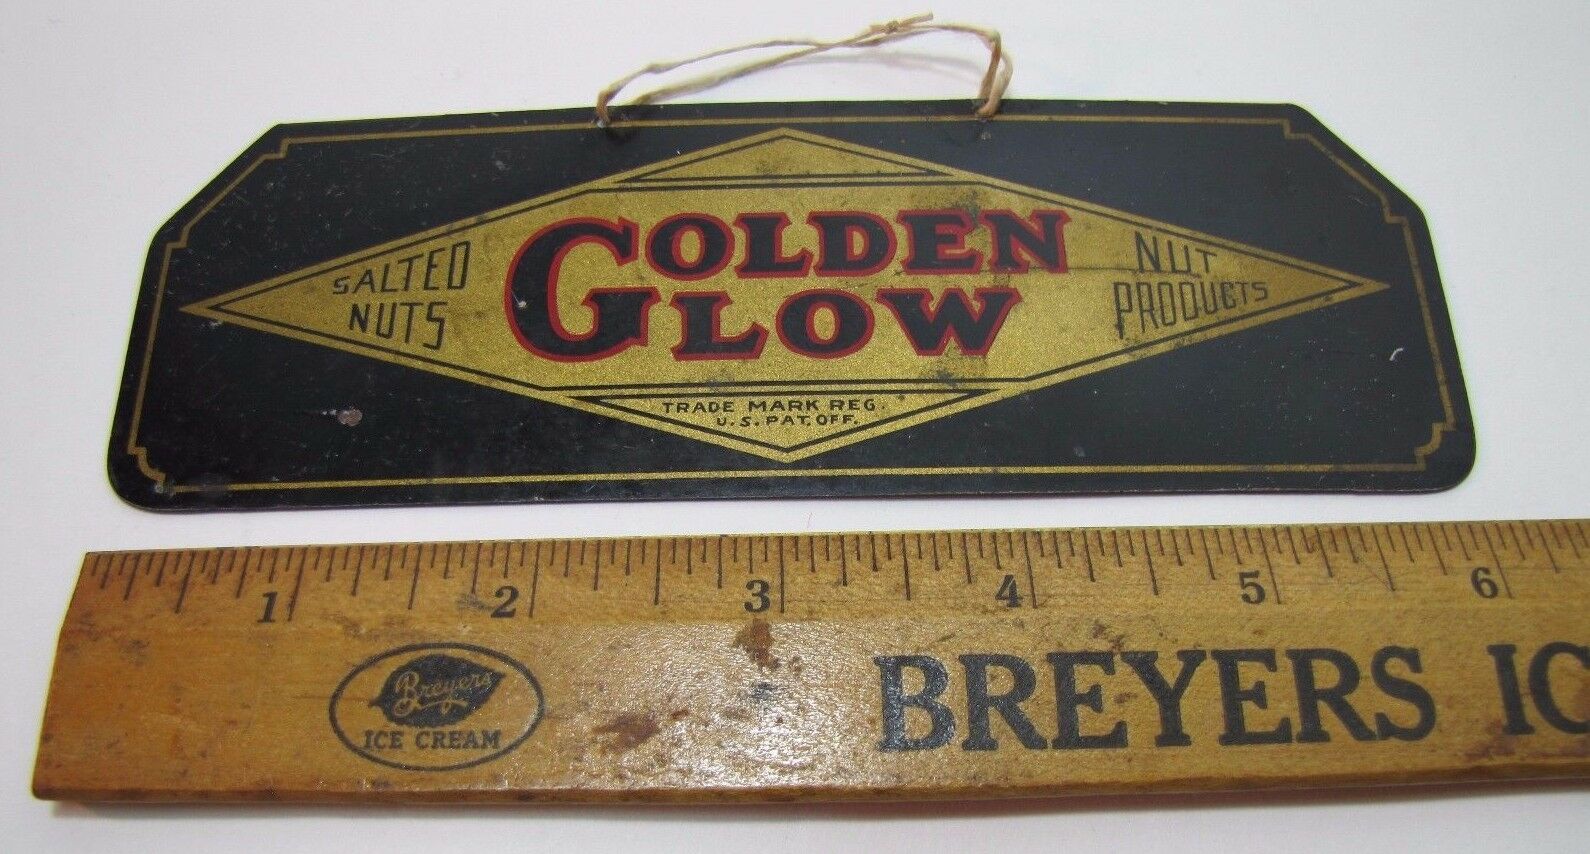 SALTED
NUTS
GOLDEN
GLOW
NUT
PRODUCTS
TRADE MARK REG.
U.S. PAT. OFF.
1 2 3 4 5 6
Breyers
ICE CREAM
BREYERS IC